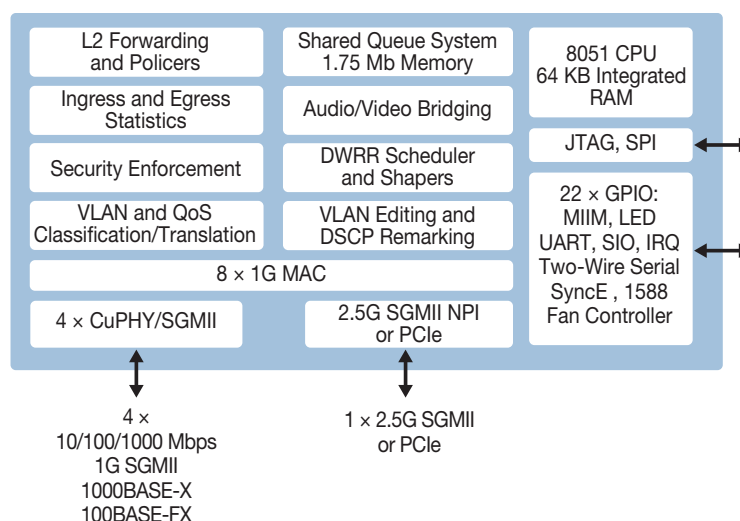 L2 Forwarding
and Policers
Shared Queue System
1.75 Mb Memory
8051 CPU
64 KB Integrated
RAM
Ingress and Egress
Statistics
Audio/Video Bridging
JTAG, SPI
Security Enforcement
DWRR Scheduler
and Shapers
22 × GPIO:
MIIM, LED
UART, SIO, IRQ
Two-Wire Serial
SyncE , 1588
Fan Controller
VLAN and QoS
Classification/Translation
VLAN Editing and
DSCP Remarking
8 × 1G MAC
4 × CuPHY/SGMII
2.5G SGMII NPI
or PCIe
4 ×
10/100/1000 Mbps
1G SGMII
1000BASE-X
100BASE-FX
1 × 2.5G SGMII
or PCIe